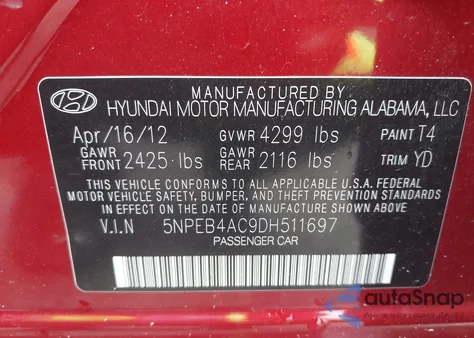 MANUFACTURED BY
HYUNDAI MOTOR MANUFACTURING ALABAMA, LLC
Apr/16/12 GVWR 4299 lbs PAINT T4
GAWR FRONT 2425 lbs GAWR REAR 2116 lbs TRIM YD
THIS VEHICLE CONFORMS TO ALL APPLICABLE U.S.A. FEDERAL
MOTOR VEHICLE SAFETY, BUMPER, AND THEFT PREVENTION STANDARDS
IN EFFECT ON THE DATE OF MANUFACTURE SHOWN ABOVE.
V.I.N 5NPEB4AC9DH511697
PASSENGER CAR
autoSnap